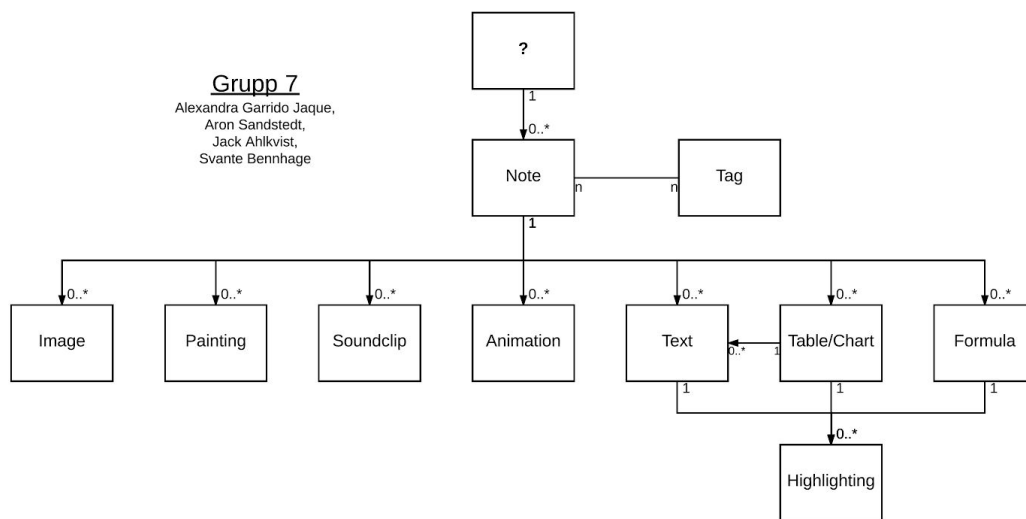 ?
Grupp 7
Alexandra Garrido Jaque,
Aron Sandstedt,
Jack Ahlkvist,
Svante Bennhage
1
0..*
Note
n
n
Tag
1
0..*
0..*
0..*
0..*
0..*
0..*
0..*
Image
Painting
Soundclip
Animation
Text
0..*
1
Table/Chart
Formula
1
1
1
0..*
Highlighting